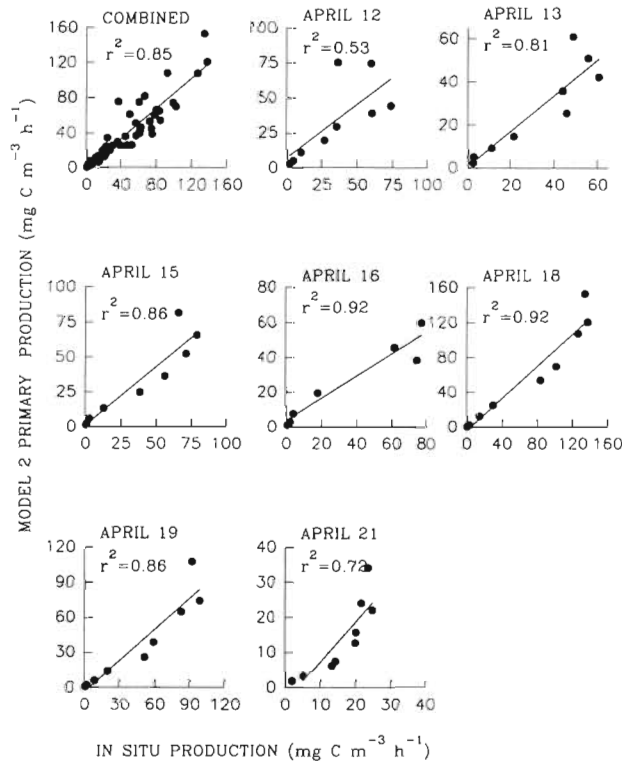 COMBINED
r²=0.85
160
120
80
40
0
0 40 80 120 160
APRIL 12
r²=0.53
100
75
50
25
0
0 25 50 75 100
APRIL 13
r²=0.81
60
40
20
0
0 20 40 60
APRIL 15
r²=0.86
100
75
50
25
0
0 25 50 75 100
APRIL 16
r²=0.92
80
60
40
20
0
0 20 40 60 80
APRIL 18
r²=0.92
160
120
80
40
0
0 40 80 120 160
APRIL 19
r²=0.86
120
90
60
30
0
0 30 60 90 120
APRIL 21
r²=0.72
40
30
20
10
0
0 10 20 30 40
MODEL 2 PRIMARY PRODUCTION (mg C m⁻³ h⁻¹)
IN SITU PRODUCTION (mg C m⁻³ h⁻¹)